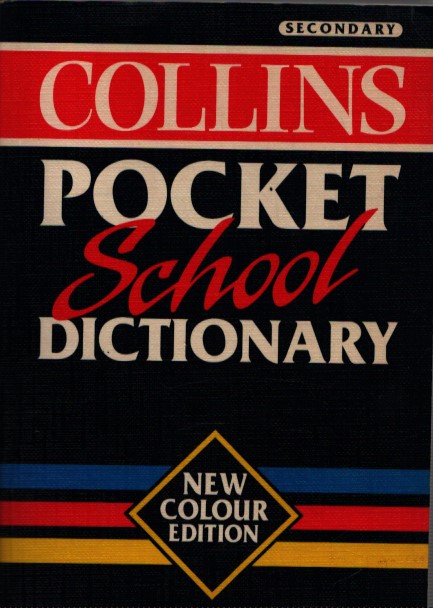 SECONDARY
COLLINS
POCKET
School
DICTIONARY
NEW
COLOUR
EDITION